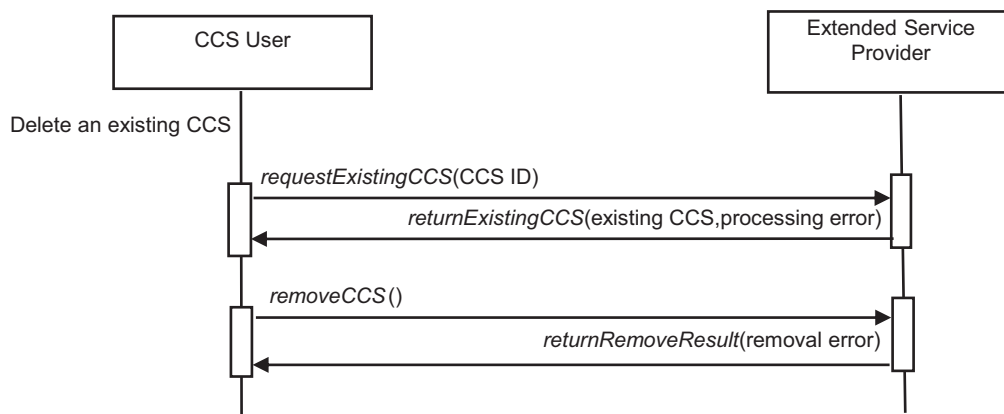 CCS User
Extended Service
Provider
Delete an existing CCS
requestExistingCCS(CCS ID)
returnExistingCCS(existing CCS,processing error)
removeCCS()
returnRemoveResult(removal error)